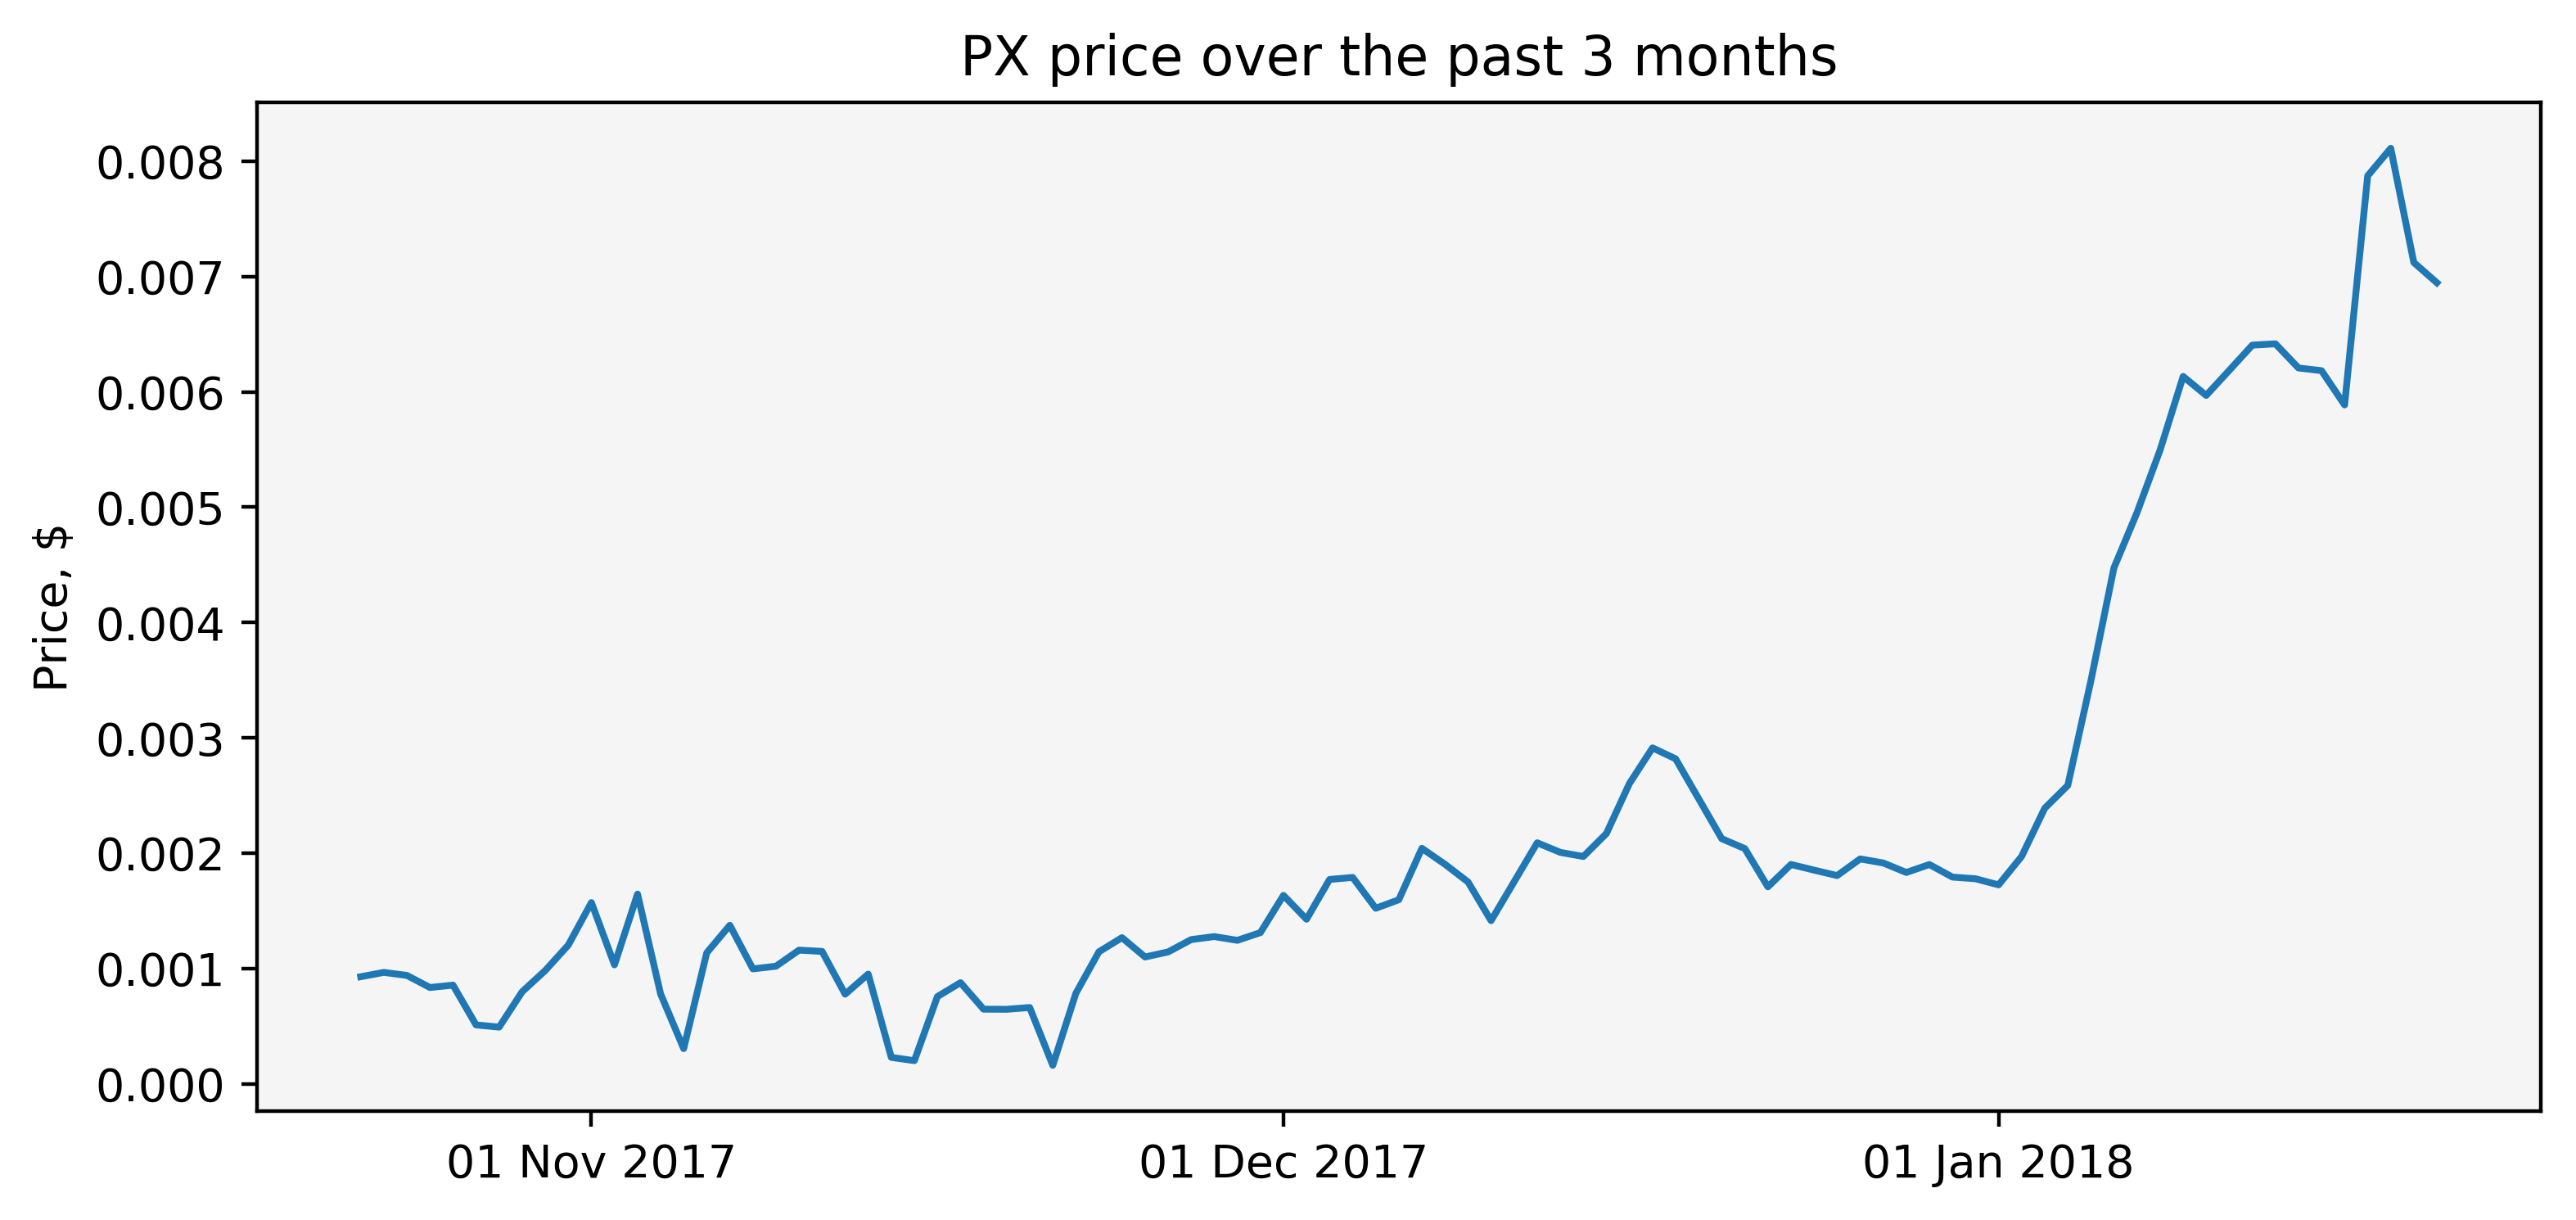 PX price over the past 3 months
Price, $
0.008
0.007
0.006
0.005
0.004
0.003
0.002
0.001
0.000
01 Nov 2017
01 Dec 2017
01 Jan 2018